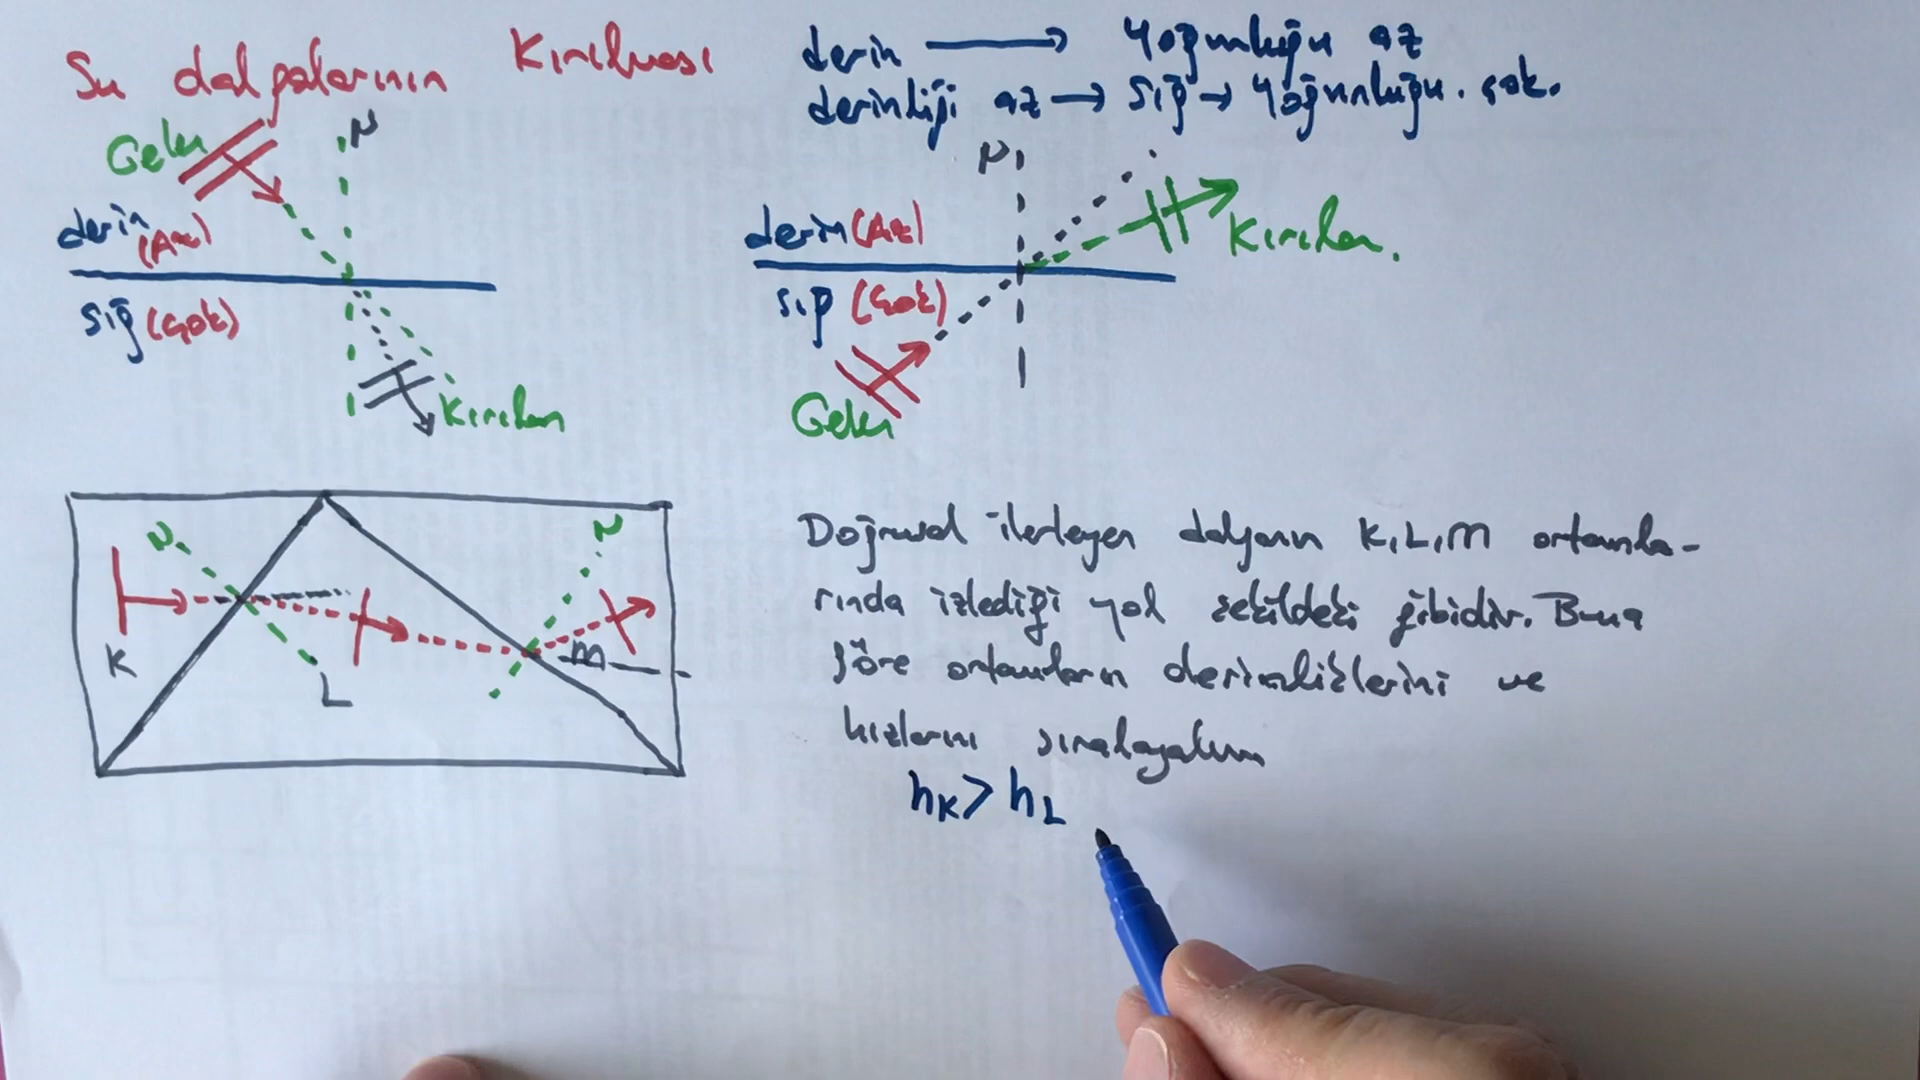 Su dalgalarının Kırılması
derin → Yoğunluğu az
derinliği az → sığ → Yoğunluğu çok.
Gelen
N
derin (Az)
sığ (Çok)
Kırılan
N
derin (Az)
sığ (Çok)
Kırılan.
Gelen
N
N
K
L
M
Doğrusal ilerleyen dalganın K, L, M ortamla-
rında izlediği yol şekildeki gibidir. Buna
göre ortamların derinliklerini ve
hızlarını sıralayalım
hK > hL